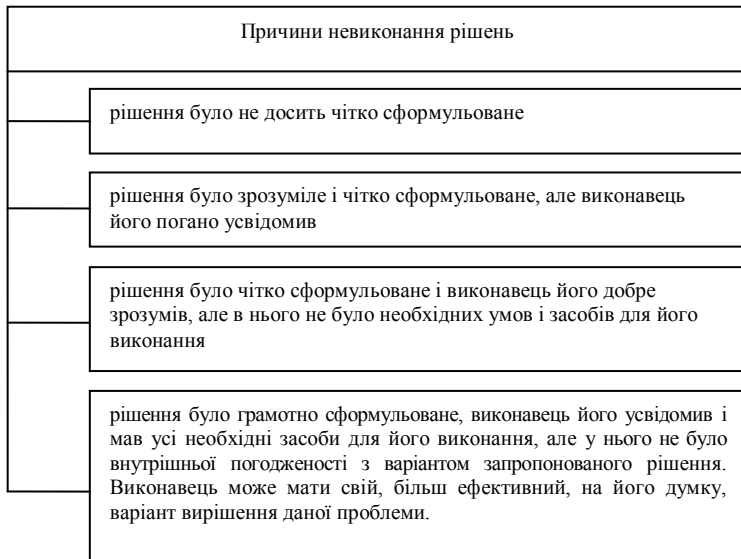 Причини невиконання рішень
рішення було не досить чітко сформульоване
рішення було зрозуміле і чітко сформульоване, але виконавець
його погано усвідомив
рішення було чітко сформульоване і виконавець його добре
зрозумів, але в нього не було необхідних умов і засобів для його
виконання
рішення було грамотно сформульоване, виконавець його усвідомив і
мав усі необхідні засоби для його виконання, але у нього не було
внутрішньої погодженості з варіантом запропонованого рішення.
Виконавець може мати свій, більш ефективний, на його думку,
варіант вирішення даної проблеми.